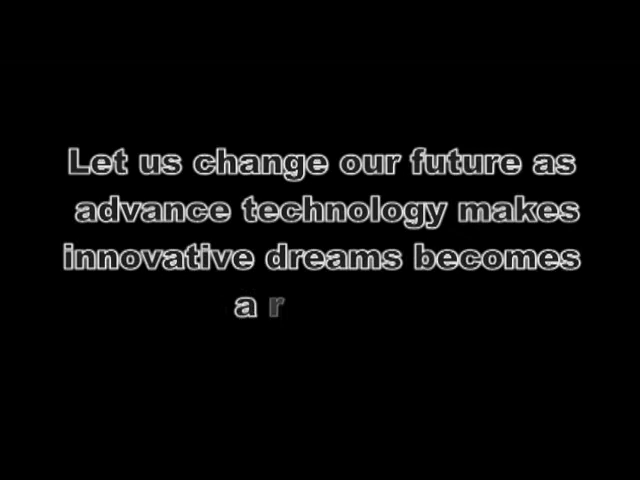 Let us change our future as
advance technology makes
innovative dreams becomes
a r